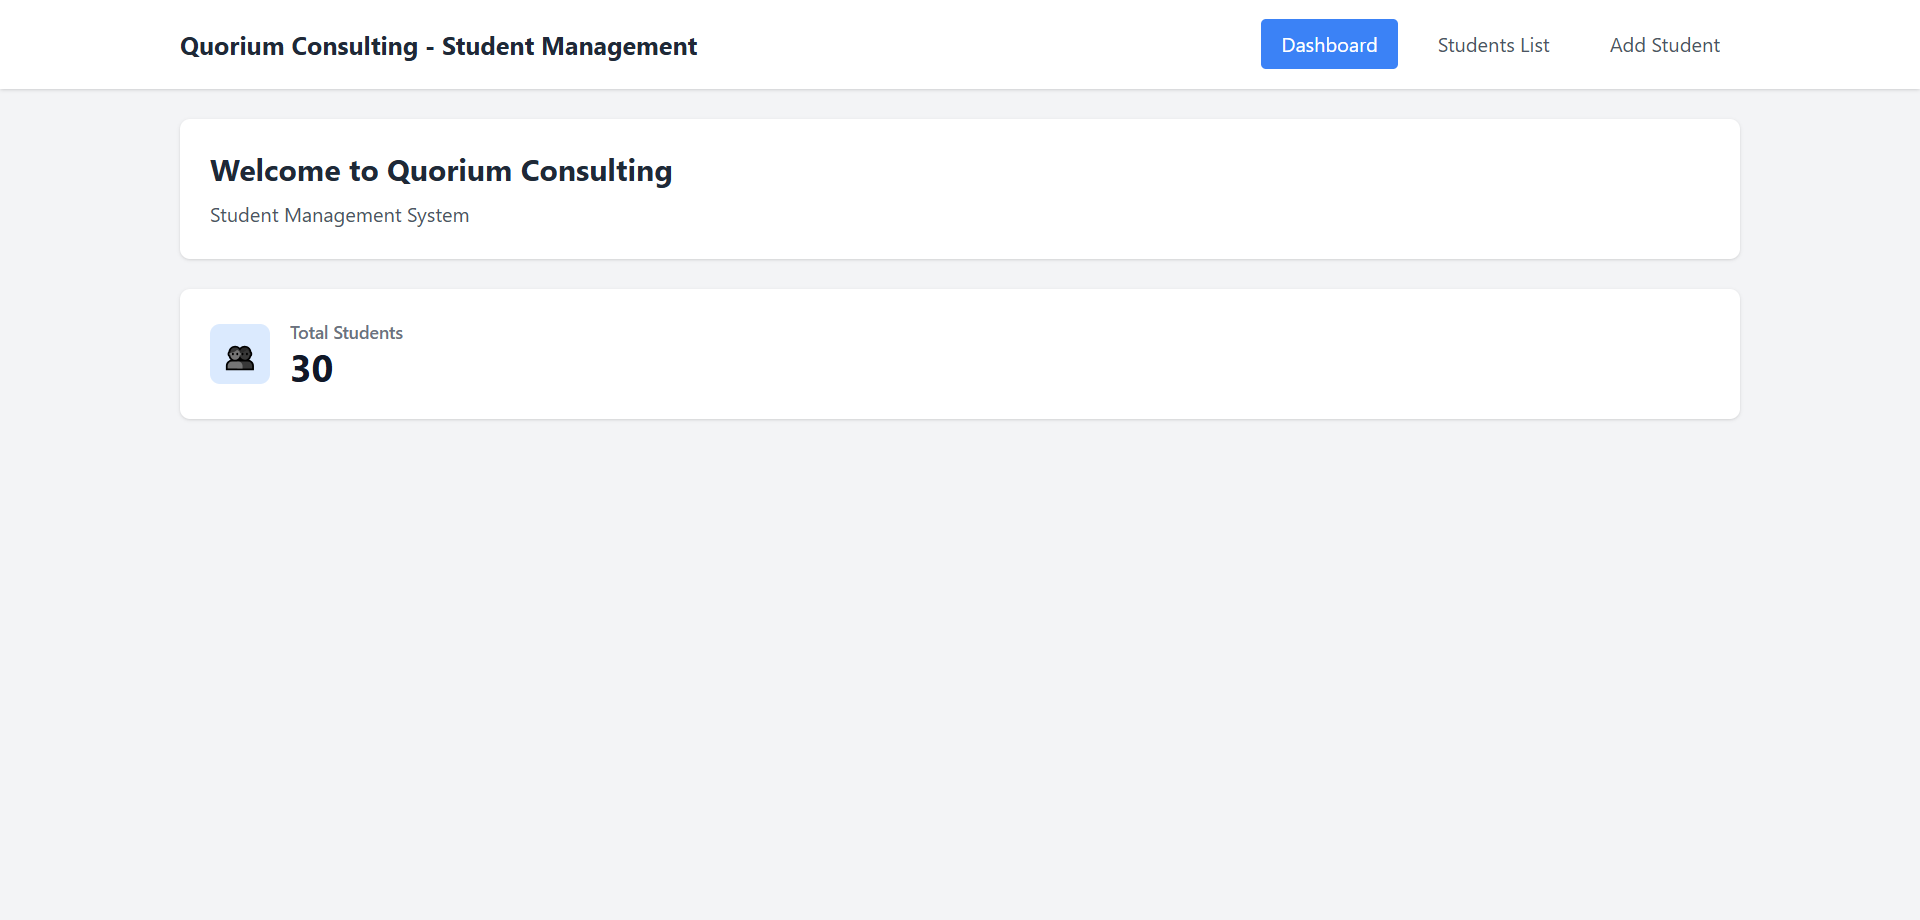 Quorium Consulting - Student Management
Dashboard
Students List
Add Student
Welcome to Quorium Consulting
Student Management System
Total Students
30